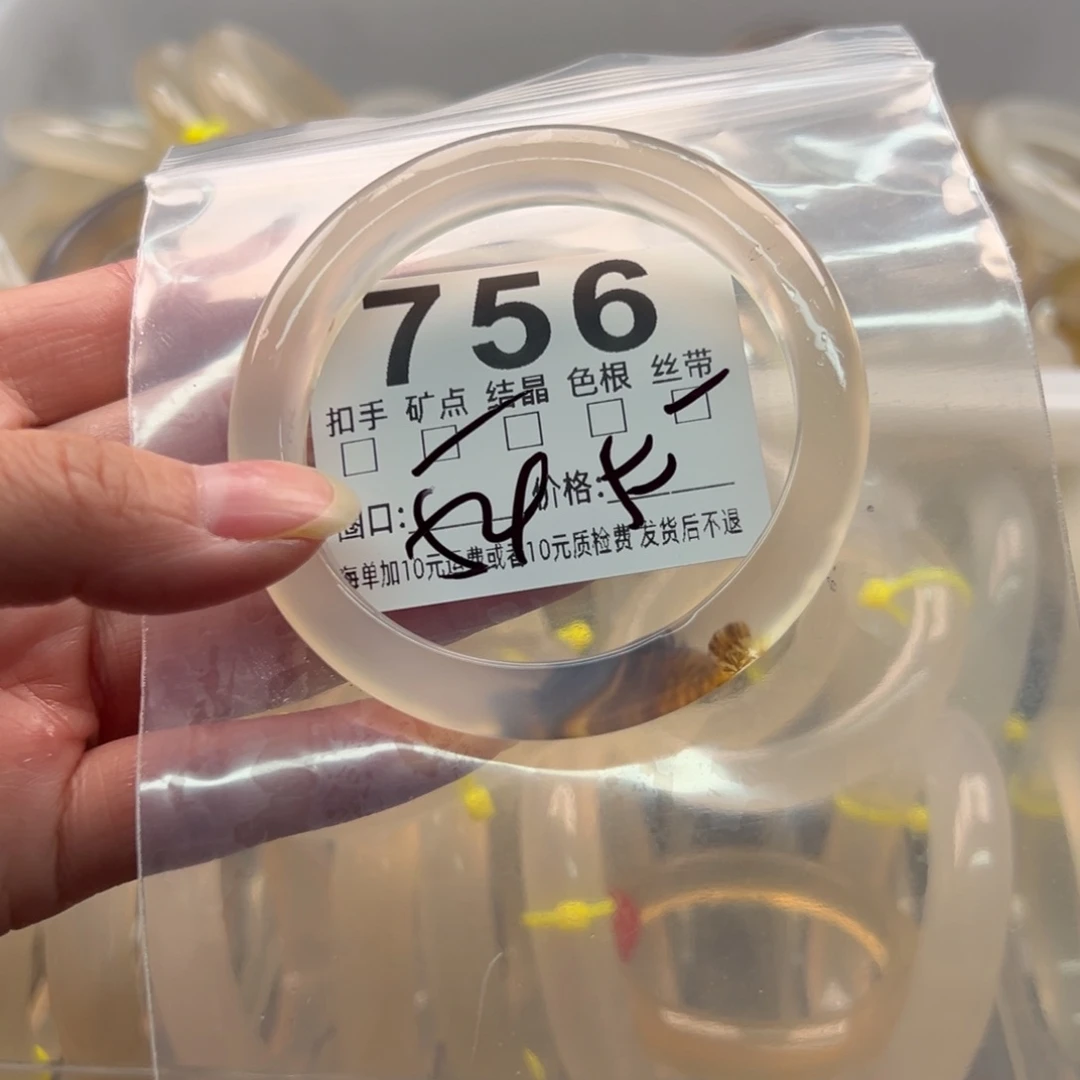 756
扣手 矿点 结晶 色根 丝带
圈口: 价格:
每单加10元运费或者10元质检费 发货后不退